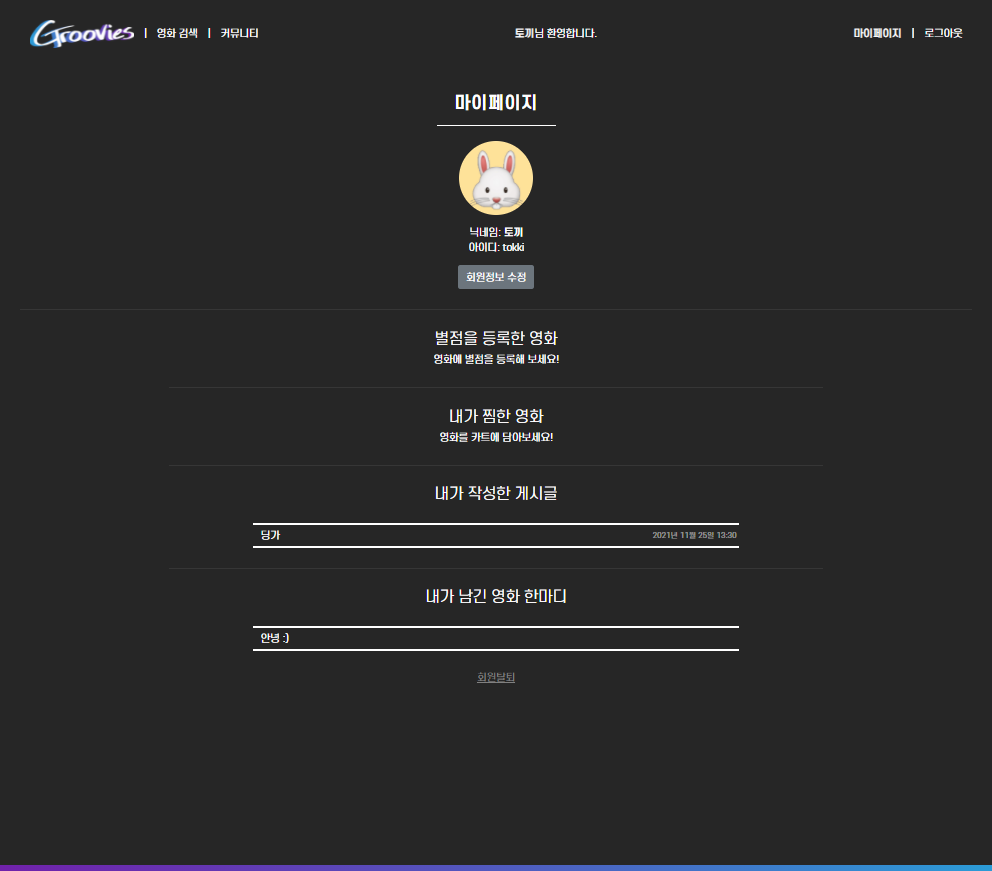 Groovies | 영화 검색 | 커뮤니티 토끼님 환영합니다. 마이페이지 | 로그아웃
마이페이지
닉네임: 토끼
아이디: tokki
회원정보 수정
별점을 등록한 영화
영화에 별점을 등록해 보세요!
내가 찜한 영화
영화를 카트에 담아보세요!
내가 작성한 게시글
딩가 2021년 11월 25일 13:30
내가 남긴 영화 한마디
안녕 :)
회원탈퇴